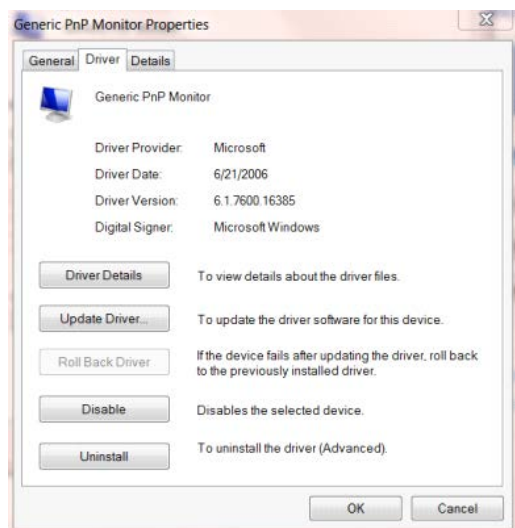 Generic PnP Monitor Properties
General Driver Details
Generic PnP Monitor
Driver Provider: Microsoft
Driver Date: 6/21/2006
Driver Version: 6.1.7600.16385
Digital Signer: Microsoft Windows
Driver Details To view details about the driver files.
Update Driver... To update the driver software for this device.
Roll Back Driver If the device fails after updating the driver, roll back
to the previously installed driver.
Disable Disables the selected device.
Uninstall To uninstall the driver (Advanced).
OK Cancel